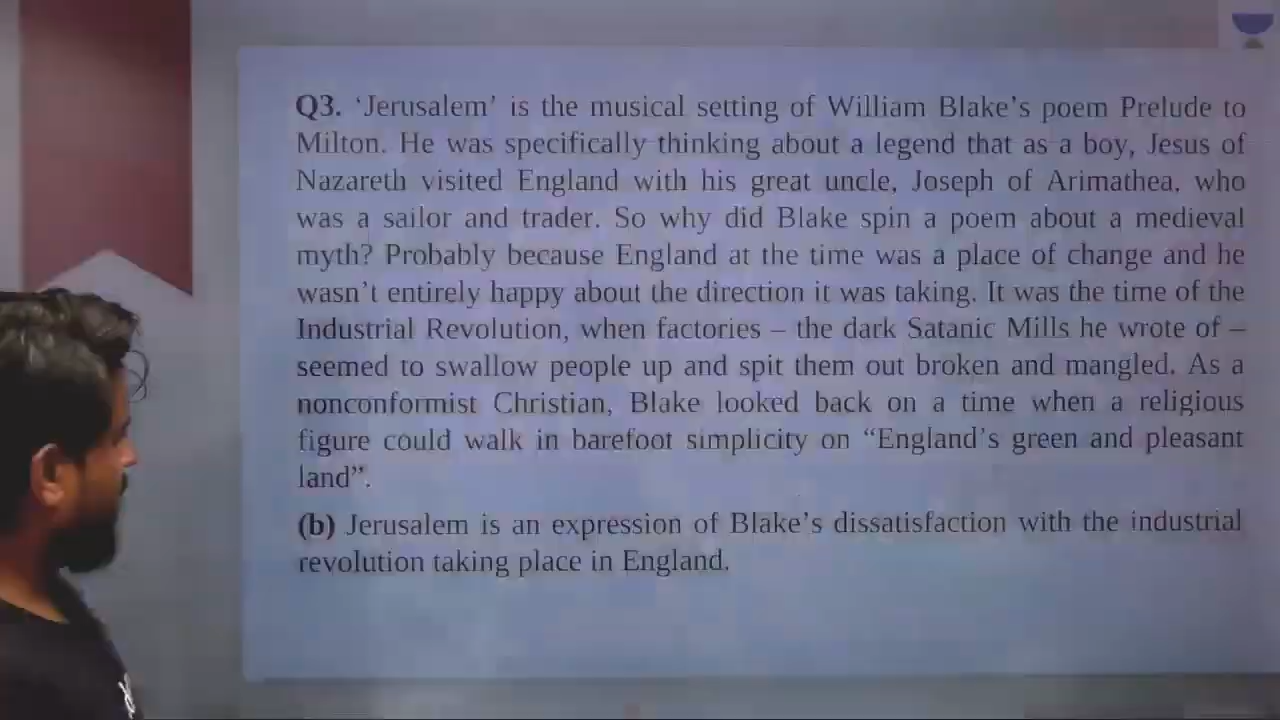 Q3. ‘Jerusalem’ is the musical setting of William Blake’s poem Prelude to
Milton. He was specifically thinking about a legend that as a boy, Jesus of
Nazareth visited England with his great uncle, Joseph of Arimathea, who
was a sailor and trader. So why did Blake spin a poem about a medieval
myth? Probably because England at the time was a place of change and he
wasn’t entirely happy about the direction it was taking. It was the time of the
Industrial Revolution, when factories – the dark Satanic Mills he wrote of –
seemed to swallow people up and spit them out broken and mangled. As a
nonconformist Christian, Blake looked back on a time when a religious
figure could walk in barefoot simplicity on “England’s green and pleasant
land”.
(b) Jerusalem is an expression of Blake’s dissatisfaction with the industrial
revolution taking place in England.